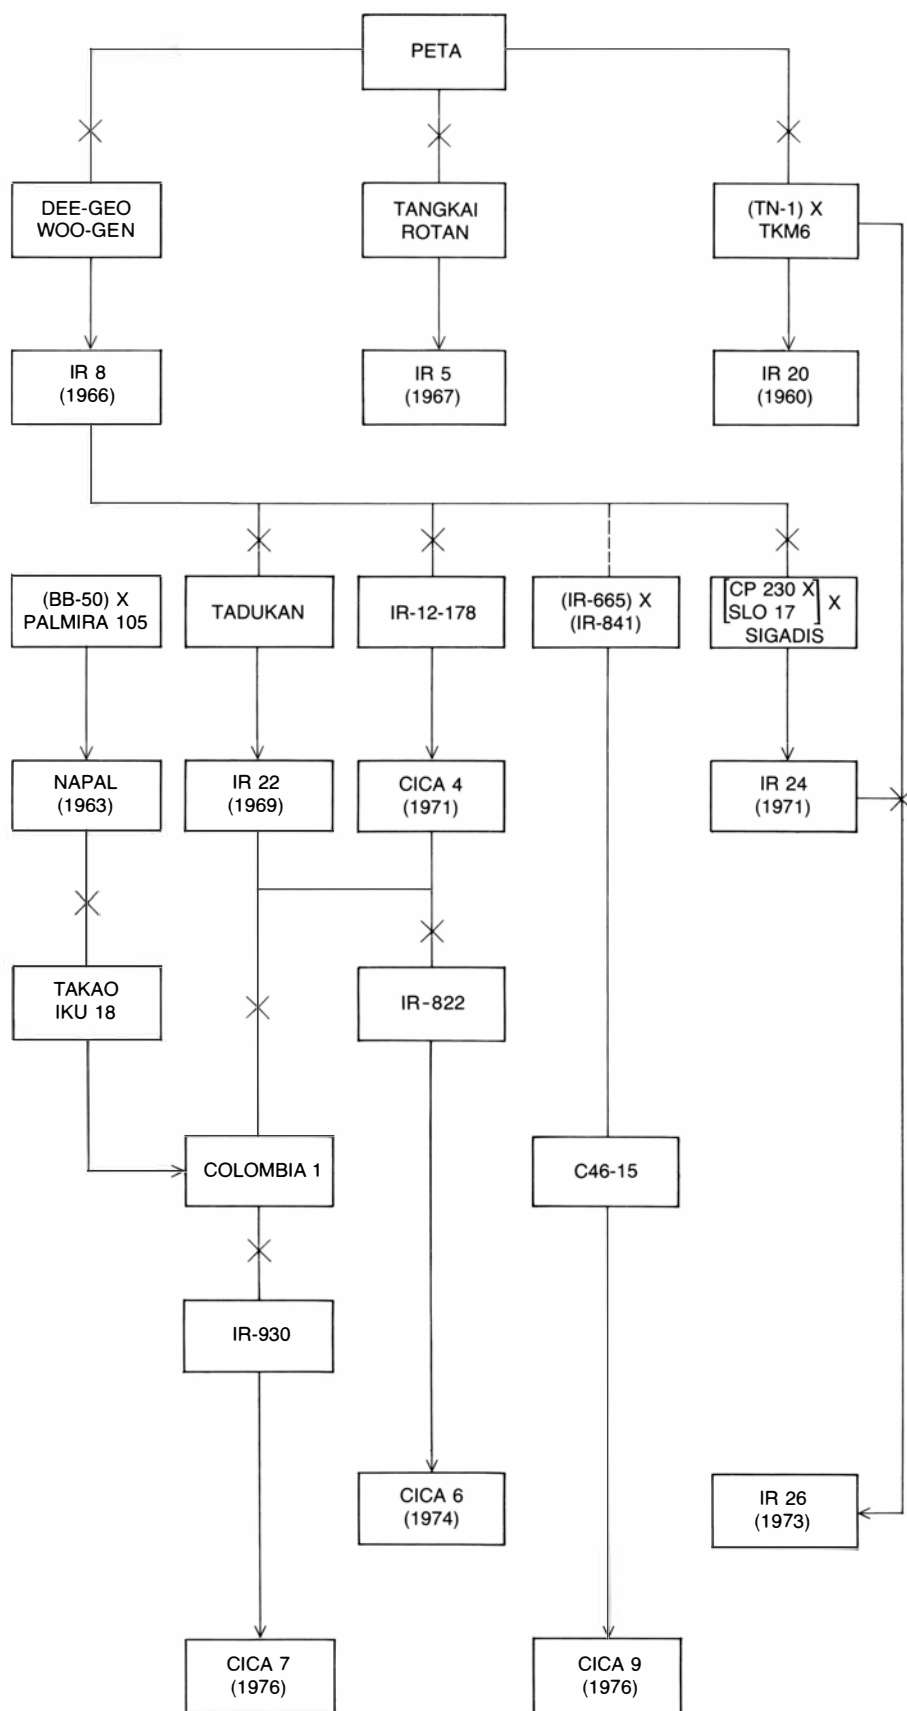 PETA
DEE-GEO
WOO-GEN
TANGKAI
ROTAN
(TN-1) X
TKM6
IR 8
(1966)
IR 5
(1967)
IR 20
(1960)
(BB-50) X
PALMIRA 105
TADUKAN
IR-12-178
(IR-665) X
(IR-841)
[CP 230 X
SLO 17] X
SIGADIS
NAPAL
(1963)
IR 22
(1969)
CICA 4
(1971)
IR 24
(1971)
TAKAO
IKU 18
IR-822
COLOMBIA 1
C46-15
IR-930
CICA 6
(1974)
IR 26
(1973)
CICA 7
(1976)
CICA 9
(1976)